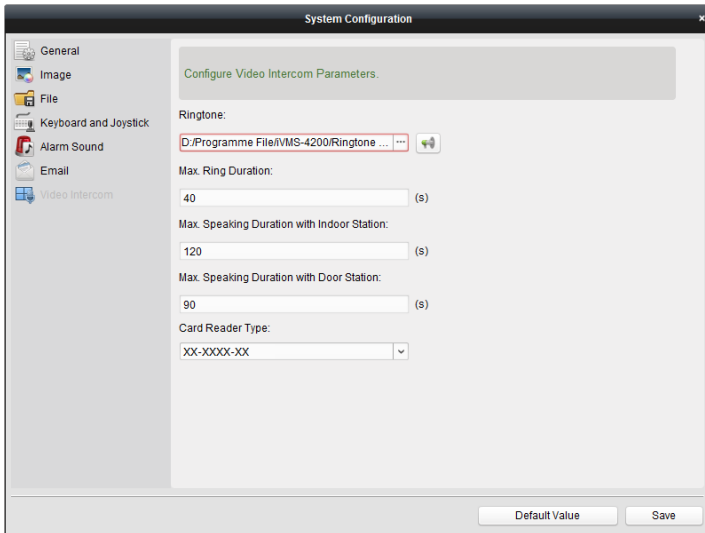 System Configuration
General
Image
File
Keyboard and Joystick
Alarm Sound
Email
Video Intercom
Configure Video Intercom Parameters.
Ringtone:
D:/Programme File/iVMS-4200/Ringtone ... ...
Max. Ring Duration:
40 (s)
Max. Speaking Duration with Indoor Station:
120 (s)
Max. Speaking Duration with Door Station:
90 (s)
Card Reader Type:
XX-XXXX-XX
Default Value Save